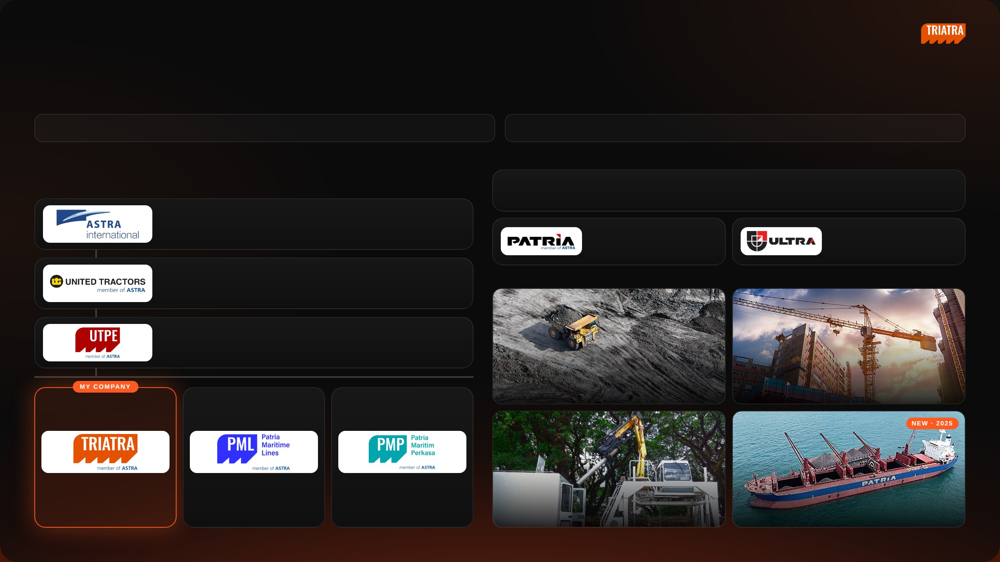 TRIATRA
ASTRA
international
UNITED TRACTORS
member of ASTRA
UTPE
member of ASTRA
MY COMPANY
TRIATRA
member of ASTRA
PML
Patria
Maritime
Lines
member of ASTRA
PMP
Patria
Maritim
Perkasa
member of ASTRA
PATRIA
member of ASTRA
ULTRA
NEW · 2025
PATRIA